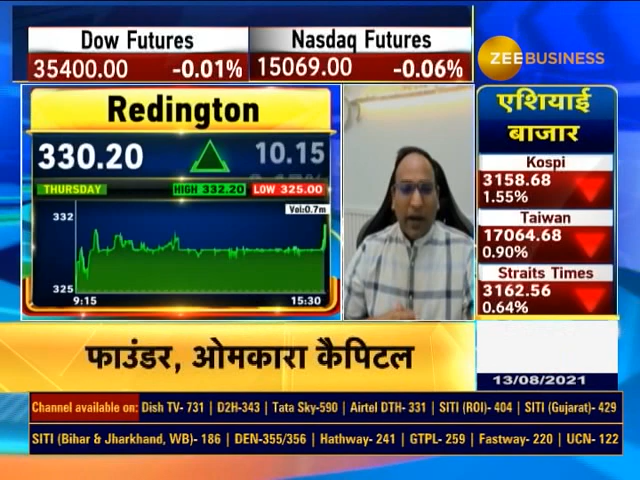 Dow Futures
35400.00 -0.01%
Nasdaq Futures
15069.00 -0.06%
ZEE BUSINESS
Redington
330.20 10.15
THURSDAY HIGH 332.20 LOW 325.00
Vol:0.7m
332
325
9:15 15:30
एशियाई
बाजार
Kospi
3158.68
1.55%
Taiwan
17064.68
0.90%
Straits Times
3162.56
0.64%
फाउंडर, ओमकारा कैपिटल
13/08/2021
Channel available on: Dish TV- 731 | D2H-343 | Tata Sky-590 | Airtel DTH- 331 | SITI (ROI)- 404 | SITI (Gujarat)- 429
SITI (Bihar & Jharkhand, WB)- 186 | DEN-355/356 | Hathway- 241 | GTPL- 259 | Fastway- 220 | UCN- 122